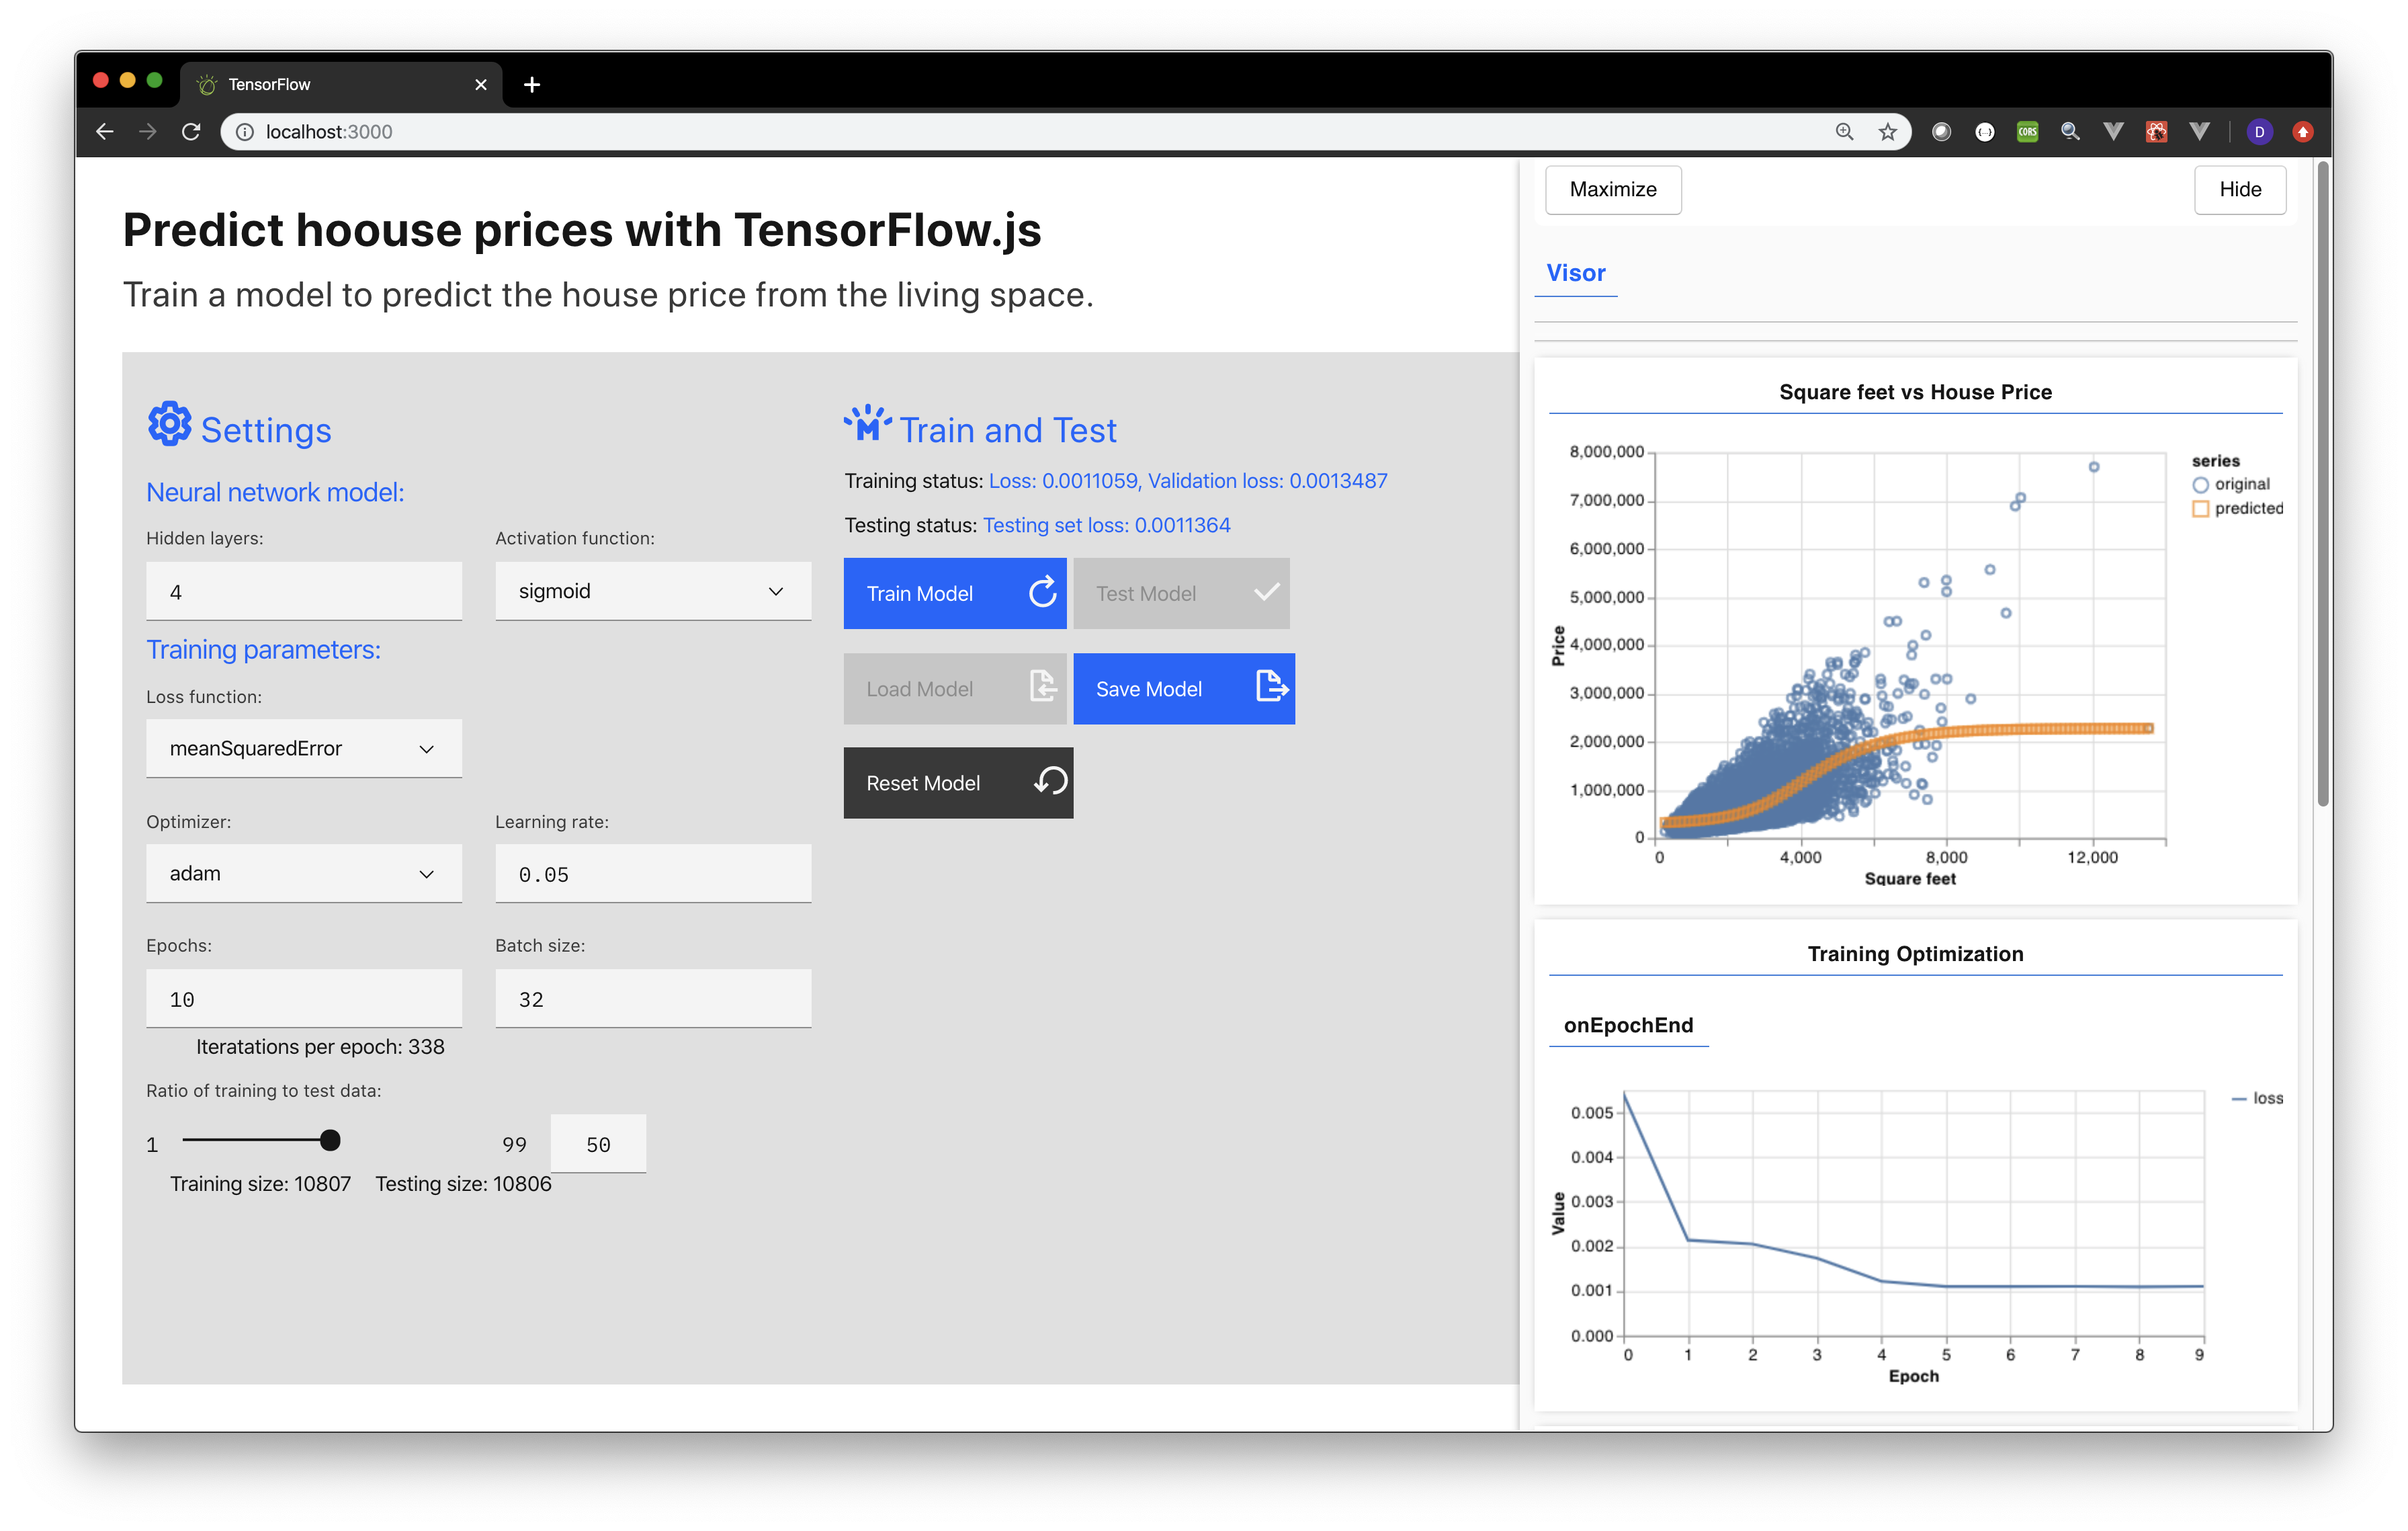 TensorFlow
localhost:3000
CORS
D
Predict hoouse prices with TensorFlow.js
Train a model to predict the house price from the living space.
Settings
Neural network model:
Hidden layers:
Activation function:
4
sigmoid
Training parameters:
Loss function:
meanSquaredError
Optimizer:
Learning rate:
adam
0.05
Epochs:
Batch size:
10
32
Iteratations per epoch: 338
Ratio of training to test data:
1
99
50
Training size: 10807
Testing size: 10806
Train and Test
Training status: Loss: 0.0011059, Validation loss: 0.0013487
Testing status: Testing set loss: 0.0011364
Train Model
Test Model
Load Model
Save Model
Reset Model
Maximize
Hide
Visor
Square feet vs House Price
8,000,000
7,000,000
6,000,000
5,000,000
4,000,000
3,000,000
2,000,000
1,000,000
0
Price
0
4,000
8,000
12,000
Square feet
series
original
predicted
Training Optimization
onEpochEnd
0.005
0.004
0.003
0.002
0.001
0.000
Value
0
1
2
3
4
5
6
7
8
9
Epoch
loss